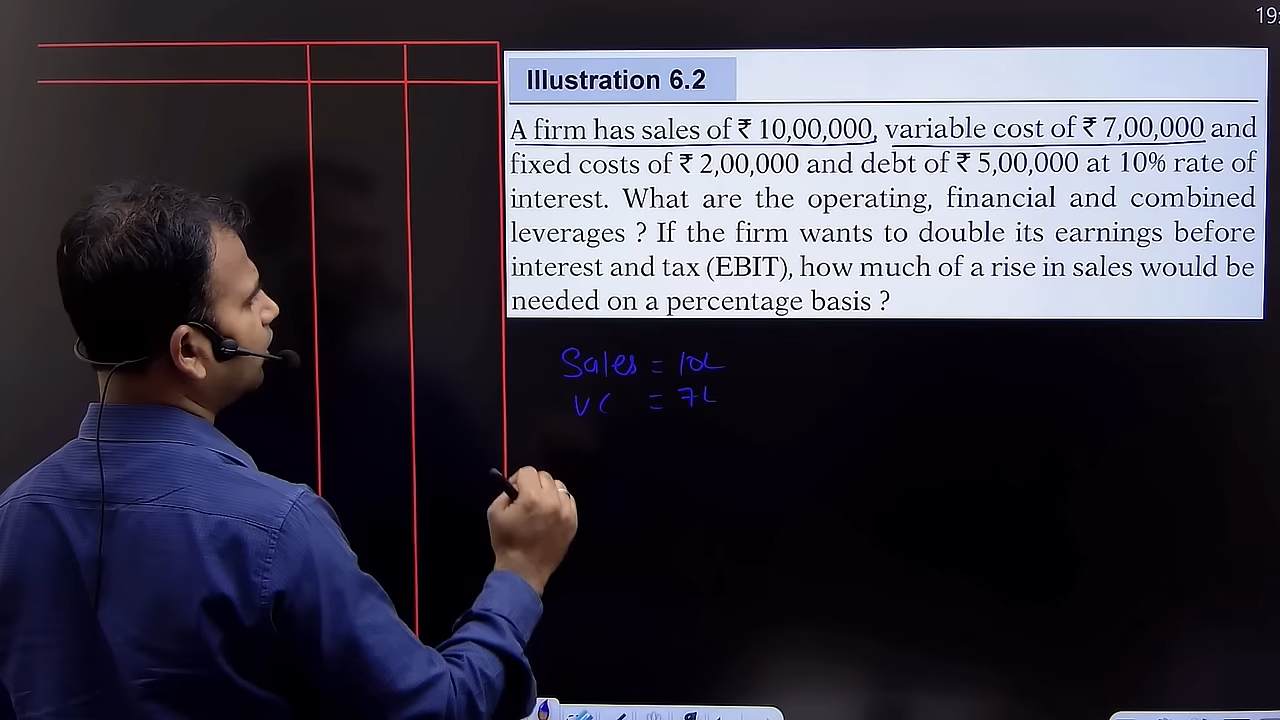 19:
Illustration 6.2
A firm has sales of ₹ 10,00,000, variable cost of ₹ 7,00,000 and
fixed costs of ₹ 2,00,000 and debt of ₹ 5,00,000 at 10% rate of
interest. What are the operating, financial and combined
leverages ? If the firm wants to double its earnings before
interest and tax (EBIT), how much of a rise in sales would be
needed on a percentage basis ?
Sales = 10L
VC = 7L